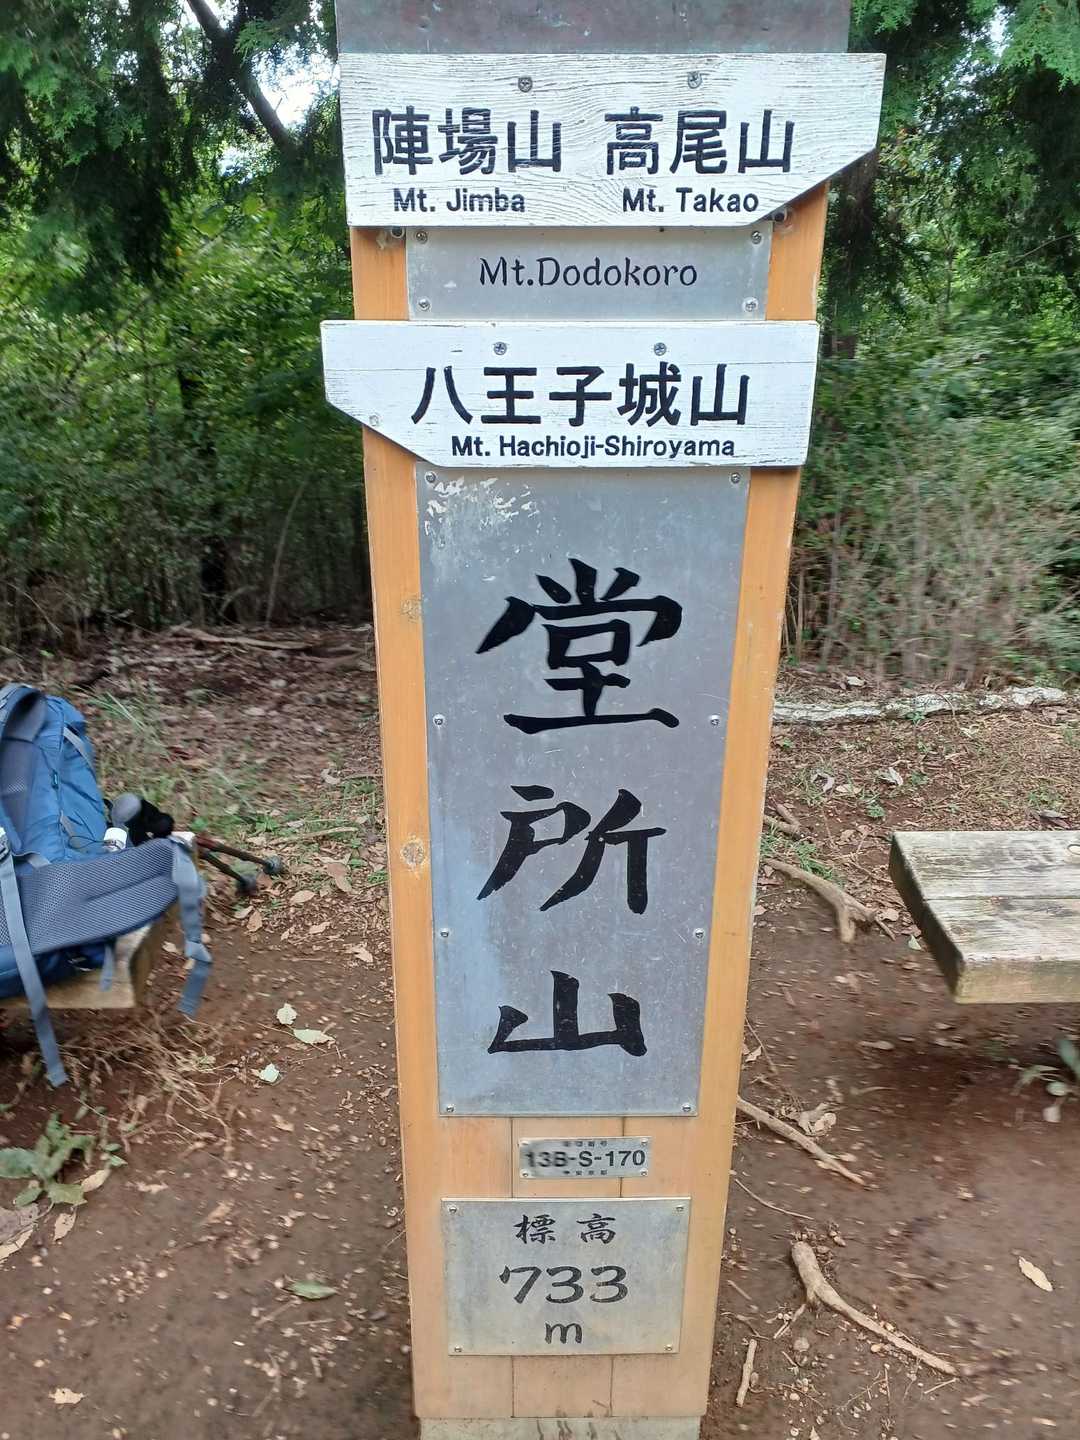 陣場山 高尾山
Mt. Jimba Mt. Takao
Mt.Dodokoro
八王子城山
Mt. Hachioji-Shiroyama
堂所山
13B-S-170
標高
733
m